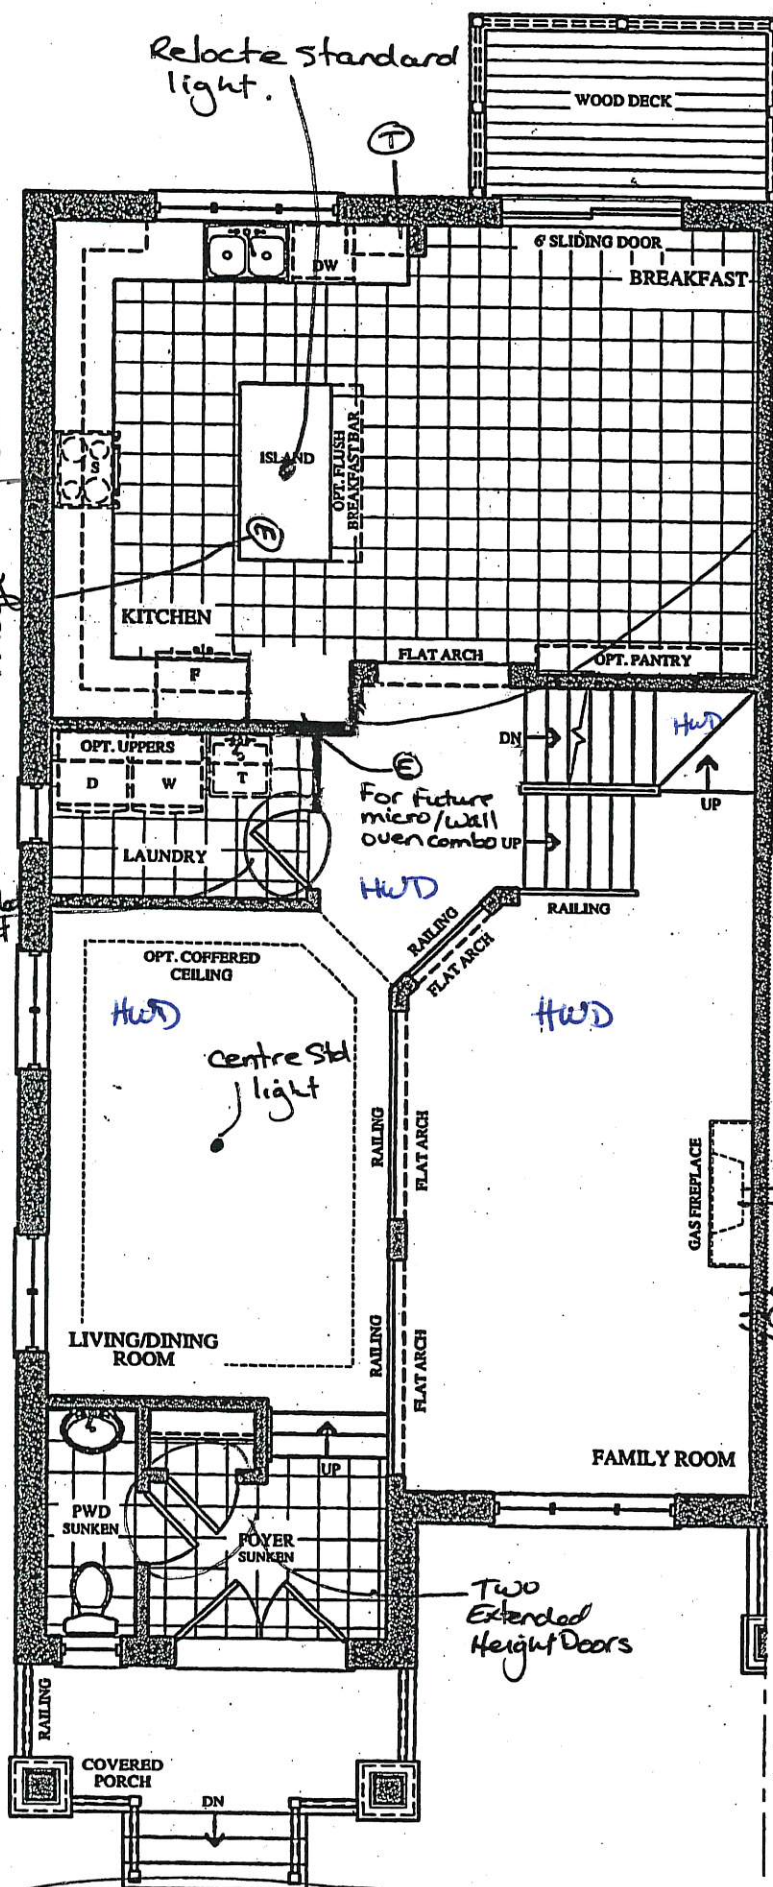 Relocte Standard
light.
WOOD DECK
T
6' SLIDING DOOR
BREAKFAST
DW
ISLAND
OPT. FLUSH
BREAKFAST BAR
S
E
KITCHEN
F
FLAT ARCH
OPT. PANTRY
HWD
DN
UP
OPT. UPPERS
D
W
T
E
For Future
micro/wall
oven combo
UP
LAUNDRY
HWD
RAILING
RAILING
FLAT ARCH
OPT. COFFERED
CEILING
HWD
HWD
centre Std
light
RAILING
FLAT ARCH
GAS FIREPLACE
LIVING/DINING
ROOM
RAILING
FLAT ARCH
UP
FAMILY ROOM
PWD
SUNKEN
FOYER
SUNKEN
Two
Extended
Height Doors
RAILING
COVERED
PORCH
DN